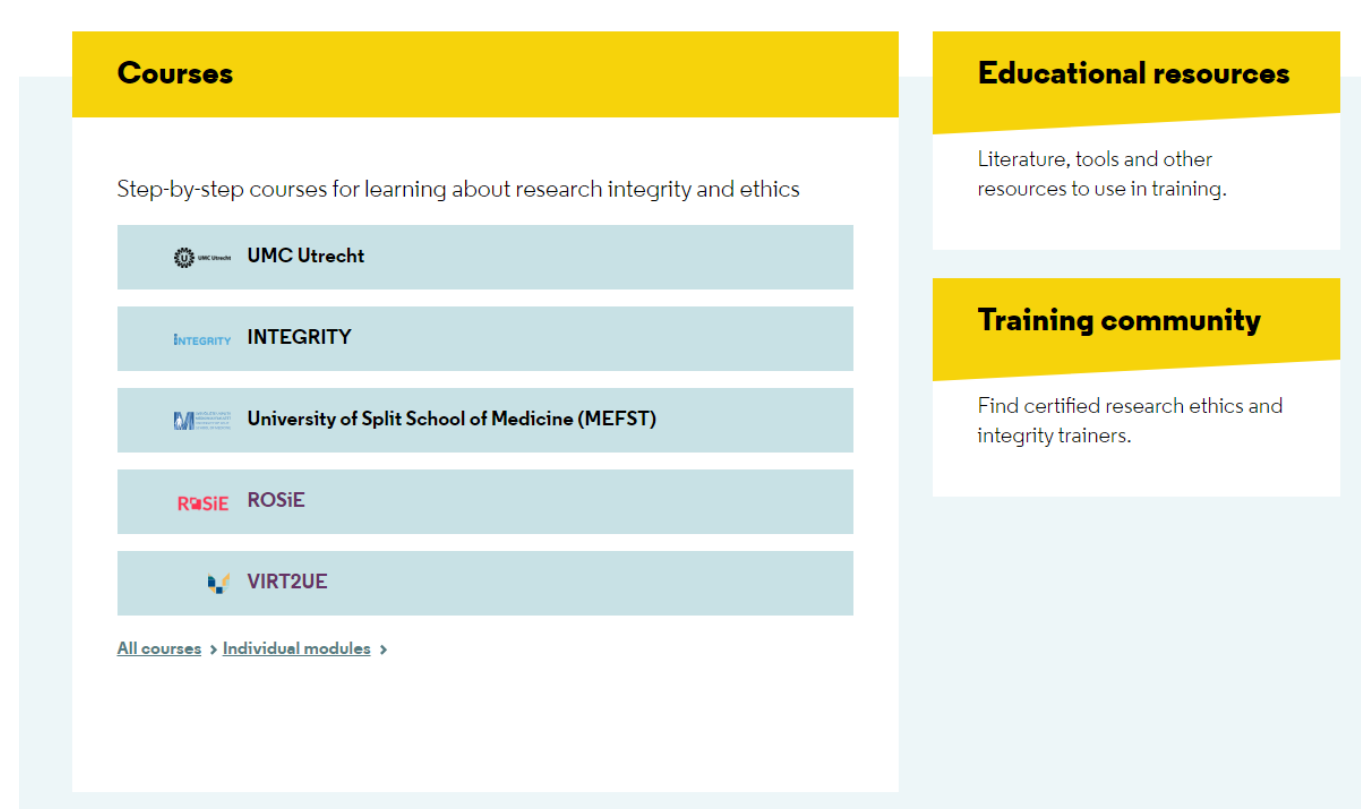 Courses
Step-by-step courses for learning about research integrity and ethics
UMC Utrecht UMC Utrecht
INTEGRITY INTEGRITY
University of Split School of Medicine (MEFST)
ROSiE ROSiE
VIRT2UE
All courses > Individual modules >
Educational resources
Literature, tools and other
resources to use in training.
Training community
Find certified research ethics and
integrity trainers.